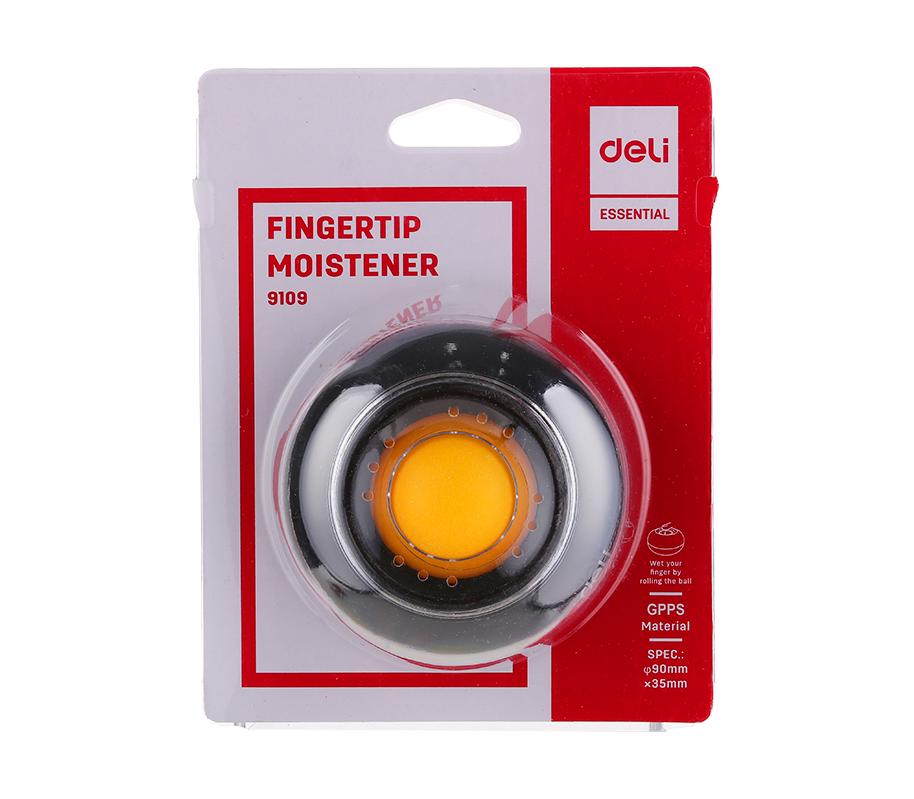 deli
ESSENTIAL
FINGERTIP
MOISTENER
9109
Wet your
finger by
rolling the ball
GPPS
Material
SPEC.:
φ90mm
×35mm